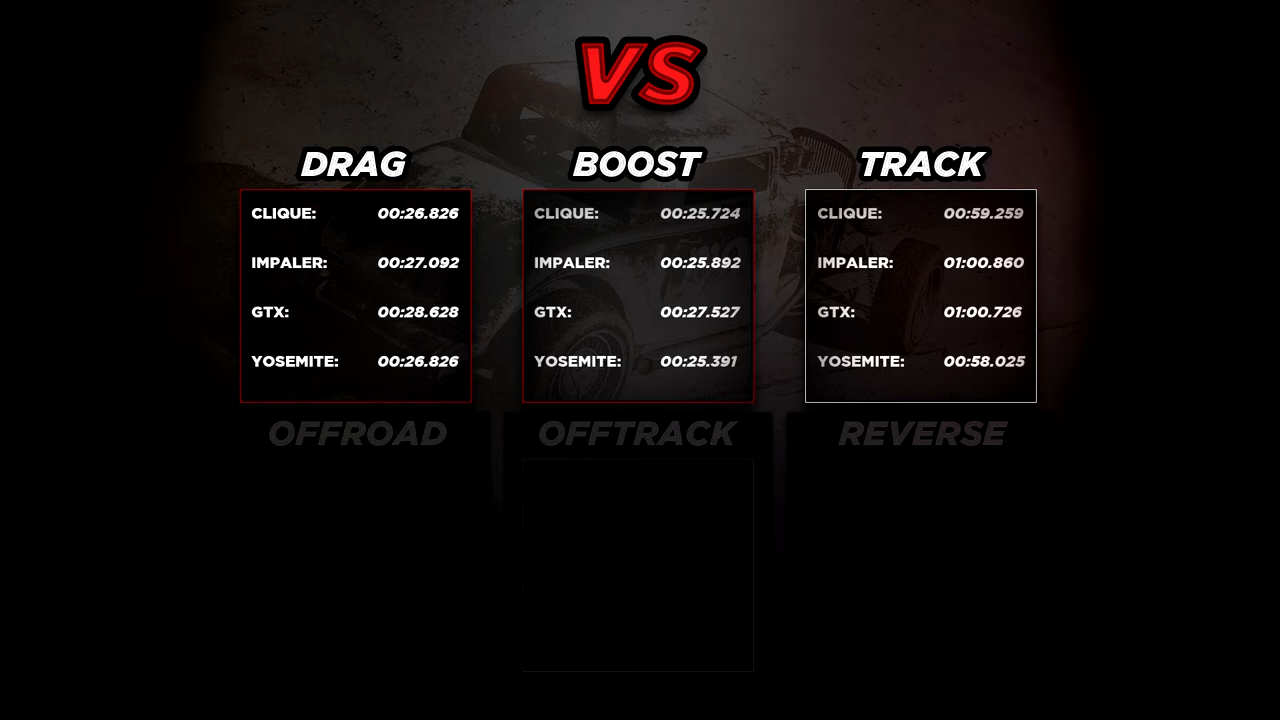 VS
DRAG
CLIQUE: 00:26.826
IMPALER: 00:27.092
GTX: 00:28.628
YOSEMITE: 00:26.826
BOOST
CLIQUE: 00:25.724
IMPALER: 00:25.892
GTX: 00:27.527
YOSEMITE: 00:25.391
TRACK
CLIQUE: 00:59.259
IMPALER: 01:00.860
GTX: 01:00.726
YOSEMITE: 00:58.025
OFFROAD
OFFTRACK
REVERSE